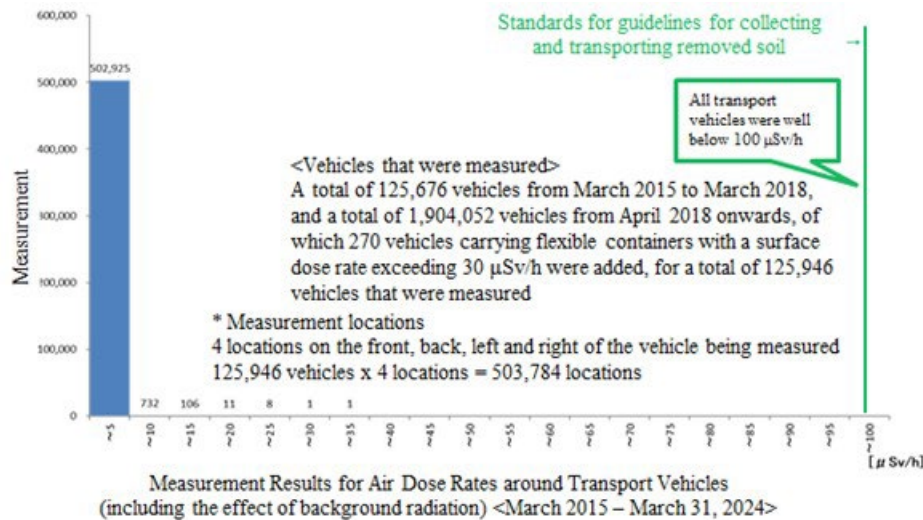 600,000
500,000
400,000
300,000
200,000
100,000
0
Measurement
502,925
732
106
11
8
1
1
Standards for guidelines for collecting
and transporting removed soil
→
All transport
vehicles were well
below 100 μSv/h
<Vehicles that were measured>
A total of 125,676 vehicles from March 2015 to March 2018,
and a total of 1,904,052 vehicles from April 2018 onwards, of
which 270 vehicles carrying flexible containers with a surface
dose rate exceeding 30 μSv/h were added, for a total of 125,946
vehicles that were measured
* Measurement locations
4 locations on the front, back, left and right of the vehicle being measured
125,946 vehicles x 4 locations = 503,784 locations
~5
~10
~15
~20
~25
~30
~35
~40
~45
~50
~55
~60
~65
~70
~75
~80
~85
~90
~95
~100
[μSv/h]
Measurement Results for Air Dose Rates around Transport Vehicles
(including the effect of background radiation) <March 2015 – March 31, 2024>